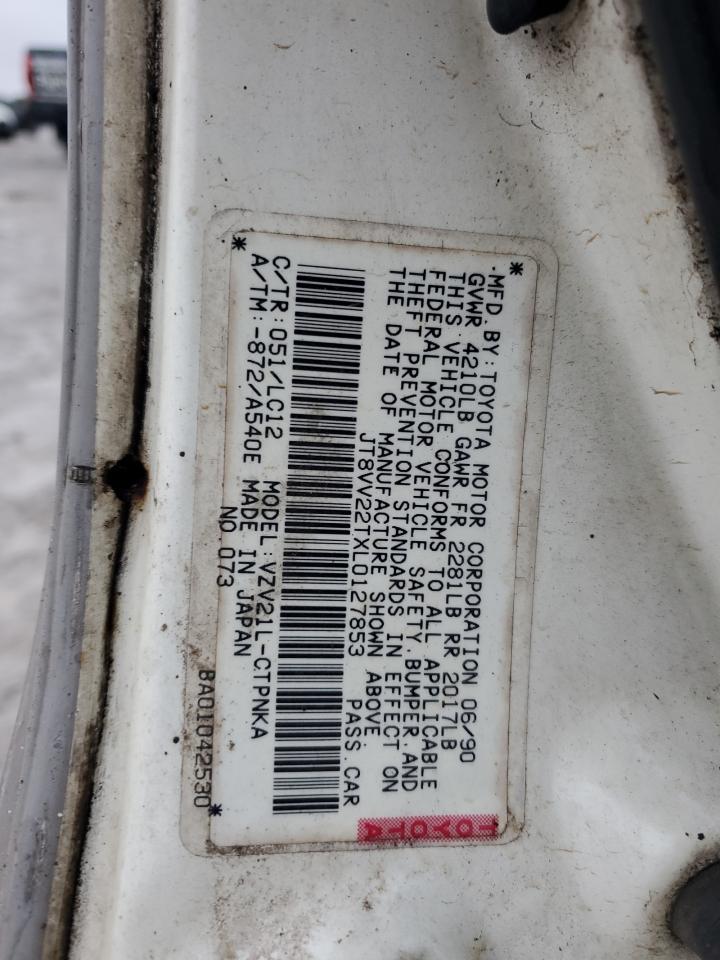 *
.MFD.BY:TOYOTA MOTOR CORPORATION 06/90
GVWR 4210LB GAWR FR 2281LB RR 2017LB
THIS VEHICLE CONFORMS TO ALL APPLICABLE
FEDERAL MOTOR VEHICLE SAFETY.BUMPER.AND
THEFT PREVENTION STANDARDS IN EFFECT ON
THE DATE OF MANUFACTURE SHOWN ABOVE.
JT8VV22TXL0127853 PASS.CAR
TOYOTA
*
C/TR:051/LC12 MODEL:VZV21L-CTPNKA
A/TM:-872/A540E MADE IN JAPAN
NO.073
*
BA01042530